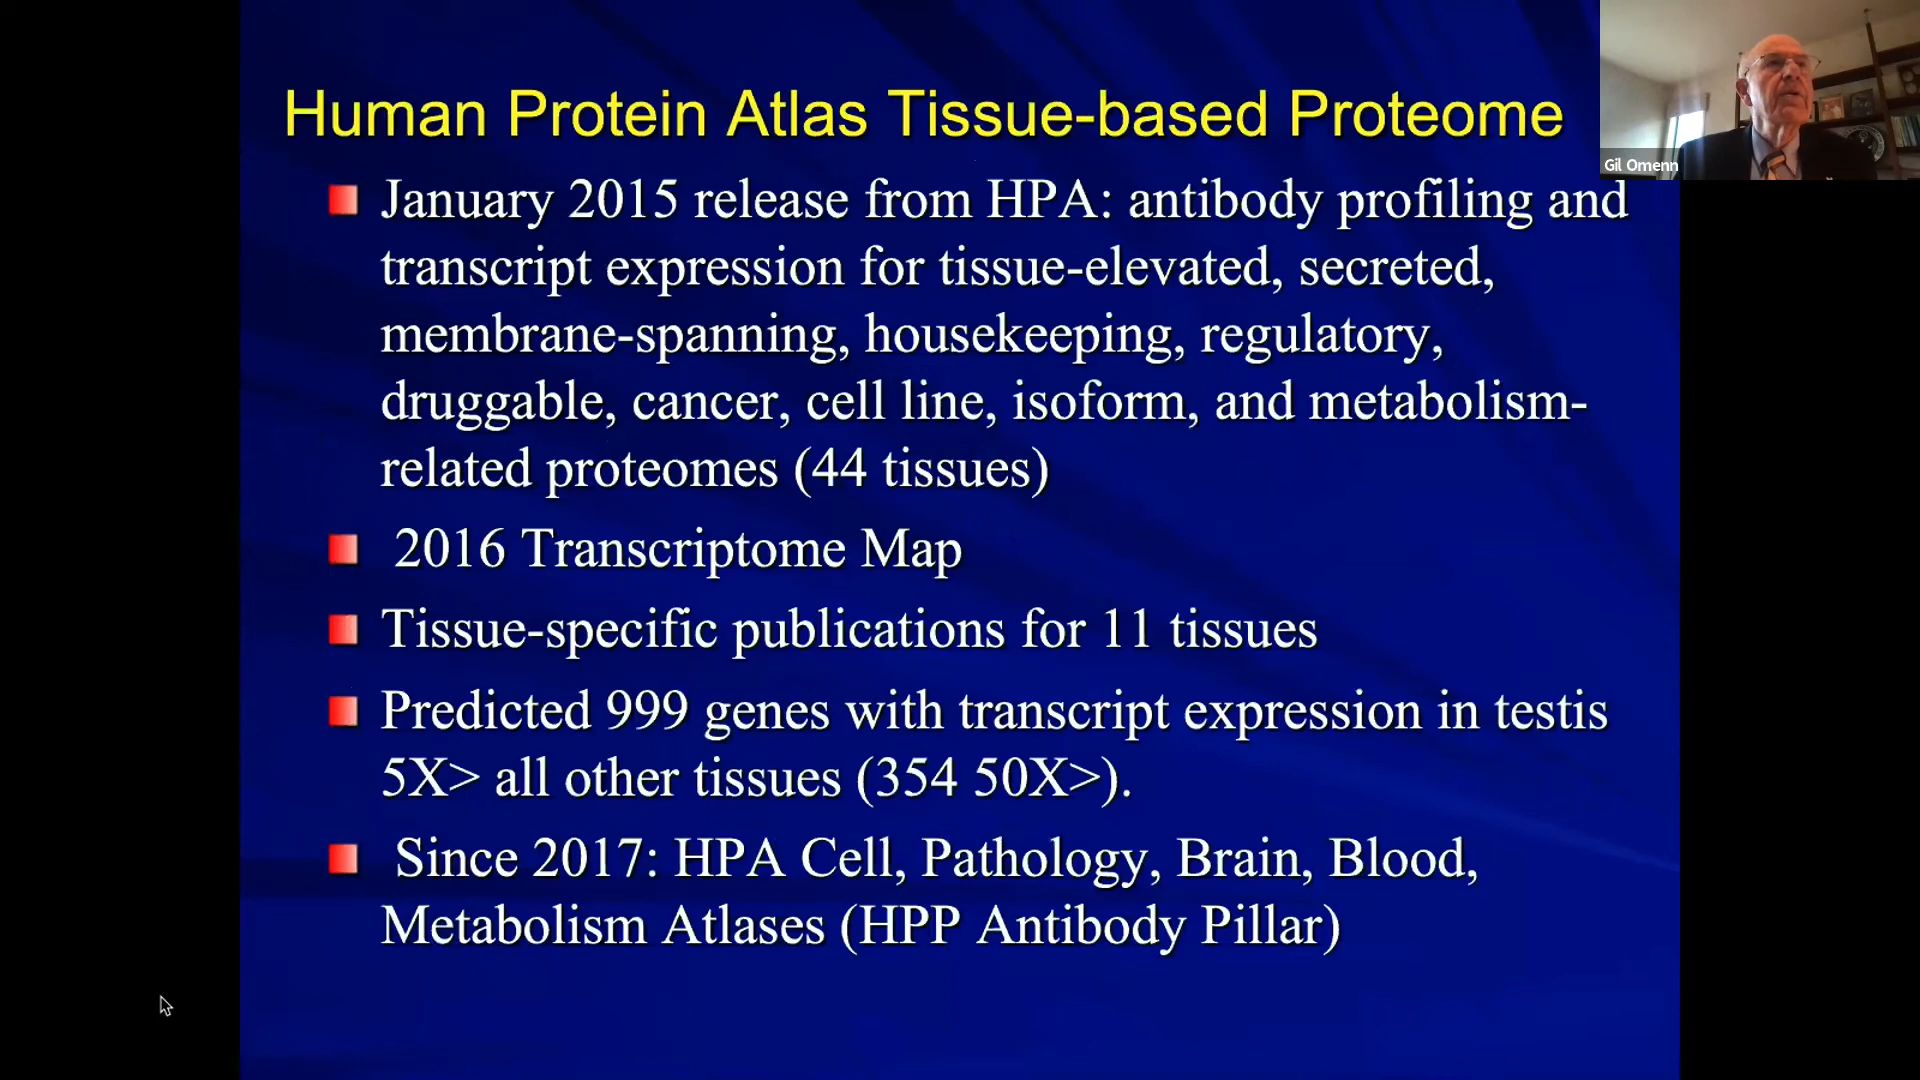 Human Protein Atlas Tissue-based Proteome
Gil Omenn
January 2015 release from HPA: antibody profiling and
transcript expression for tissue-elevated, secreted,
membrane-spanning, housekeeping, regulatory,
druggable, cancer, cell line, isoform, and metabolism-
related proteomes (44 tissues)
2016 Transcriptome Map
Tissue-specific publications for 11 tissues
Predicted 999 genes with transcript expression in testis
5X> all other tissues (354 50X>).
Since 2017: HPA Cell, Pathology, Brain, Blood,
Metabolism Atlases (HPP Antibody Pillar)